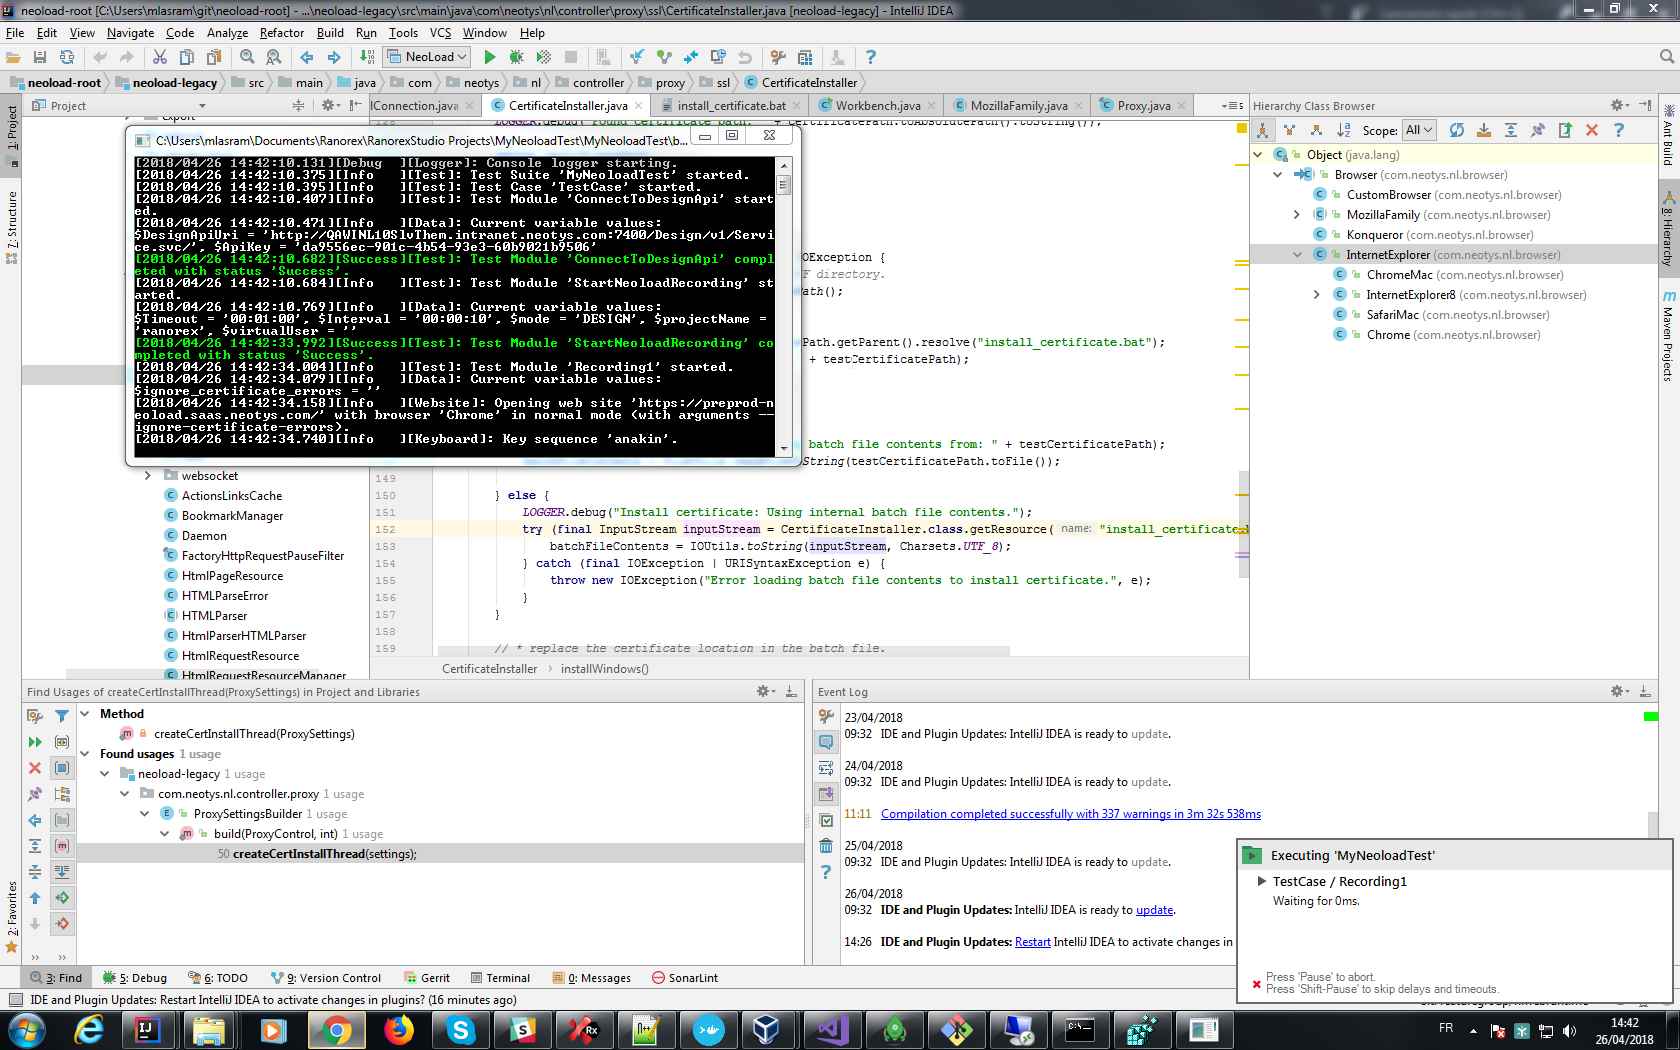 neoload-root [C:\Users\mlasram\git\neoload-root] - ...\neoload-legacy\src\main\java\com\neotys\nl\controller\proxy\ssl\CertificateInstaller.java [neoload-legacy] - IntelliJ IDEA
File Edit View Navigate Code Analyze Refactor Build Run Tools VCS Window Help
NeoLoad
neoload-root neoload-legacy src main java com neotys nl controller proxy ssl CertificateInstaller
Project
lConnection.java CertificateInstaller.java install_certificate.bat Workbench.java MozillaFamily.java Proxy.java
Hierarchy Class Browser
1: Project
7: Structure
2: Favorites
Ant Build
8: Hierarchy
Maven Projects
C:\Users\mlasram\Documents\Ranorex\RanorexStudio Projects\MyNeoloadTest\MyNeoloadTest\b...
[2018/04/26 14:42:10.131][Debug ][Logger]: Console logger starting.
[2018/04/26 14:42:10.375][Info ][Test]: Test Suite 'MyNeoloadTest' started.
[2018/04/26 14:42:10.395][Info ][Test]: Test Case 'TestCase' started.
[2018/04/26 14:42:10.407][Info ][Test]: Test Module 'ConnectToDesignApi' start
ed.
[2018/04/26 14:42:10.471][Info ][Data]: Current variable values:
$DesignApiUri = 'http://QAWINL10SlvThem.intranet.neotys.com:7400/Design/v1/Servi
ce.svc/', $ApiKey = 'da9556ec-901c-4b54-93e3-60b9021b9506'
[2018/04/26 14:42:10.682][Success][Test]: Test Module 'ConnectToDesignApi' compl
eted with status 'Success'.
[2018/04/26 14:42:10.684][Info ][Test]: Test Module 'StartNeoloadRecording' st
arted.
[2018/04/26 14:42:10.769][Info ][Data]: Current variable values:
$Timeout = '00:01:00', $Interval = '00:00:10', $mode = 'DESIGN', $projectName =
'ranorex', $virtualUser = ''
[2018/04/26 14:42:33.992][Success][Test]: Test Module 'StartNeoloadRecording' co
mpleted with status 'Success'.
[2018/04/26 14:42:34.004][Info ][Test]: Test Module 'Recording1' started.
[2018/04/26 14:42:34.079][Info ][Data]: Current variable values:
$ignore_certificate_errors = ''
[2018/04/26 14:42:34.158][Info ][Website]: Opening web site 'https://preprod-n
eoload.saas.neotys.com/' with browser 'Chrome' in normal mode (with arguments --
ignore-certificate-errors).
[2018/04/26 14:42:34.740][Info ][Keyboard]: Key sequence 'anakin'.
OException {
F directory.
Path();
Path.getParent().resolve("install_certificate.bat");
+ testCertificatePath);
batch file contents from: " + testCertificatePath);
String(testCertificatePath.toFile());
149
150 } else {
151 LOGGER.debug("Install certificate: Using internal batch file contents.");
152 try (final InputStream inputStream = CertificateInstaller.class.getResource( name: "install_certificate.
153 batchFileContents = IOUtils.toString(inputStream, Charsets.UTF_8);
154 } catch (final IOException | URISyntaxException e) {
155 throw new IOException("Error loading batch file contents to install certificate.", e);
156 }
157 }
158
159 // * replace the certificate location in the batch file.
CertificateInstaller installWindows()
websocket
ActionsLinksCache
BookmarkManager
Daemon
FactoryHttpRequestPauseFilter
HtmlPageResource
HTMLParseError
HTMLParser
HtmlParserHTMLParser
HtmlRequestResource
HtmlRequestResourceManager
Scope: All
Object (java.lang)
Browser (com.neotys.nl.browser)
CustomBrowser (com.neotys.nl.browser)
MozillaFamily (com.neotys.nl.browser)
Konqueror (com.neotys.nl.browser)
InternetExplorer (com.neotys.nl.browser)
ChromeMac (com.neotys.nl.browser)
InternetExplorer8 (com.neotys.nl.browser)
SafariMac (com.neotys.nl.browser)
Chrome (com.neotys.nl.browser)
Find Usages of createCertInstallThread(ProxySettings) in Project and Libraries
Method
createCertInstallThread(ProxySettings)
Found usages 1 usage
neoload-legacy 1 usage
com.neotys.nl.controller.proxy 1 usage
ProxySettingsBuilder 1 usage
build(ProxyControl, int) 1 usage
50 createCertInstallThread(settings);
Event Log
23/04/2018
09:32 IDE and Plugin Updates: IntelliJ IDEA is ready to update.
24/04/2018
09:32 IDE and Plugin Updates: IntelliJ IDEA is ready to update.
11:11 Compilation completed successfully with 337 warnings in 3m 32s 538ms
25/04/2018
09:32 IDE and Plugin Updates: IntelliJ IDEA is ready to update.
26/04/2018
09:32 IDE and Plugin Updates: IntelliJ IDEA is ready to update.
14:26 IDE and Plugin Updates: Restart IntelliJ IDEA to activate changes in
Executing 'MyNeoloadTest'
TestCase / Recording1
Waiting for 0ms.
Press 'Pause' to abort.
Press 'Shift-Pause' to skip delays and timeouts.
3: Find 5: Debug 6: TODO 9: Version Control Gerrit Terminal 0: Messages SonarLint
IDE and Plugin Updates: Restart IntelliJ IDEA to activate changes in plugins? (16 minutes ago)
FR
14:42
26/04/2018